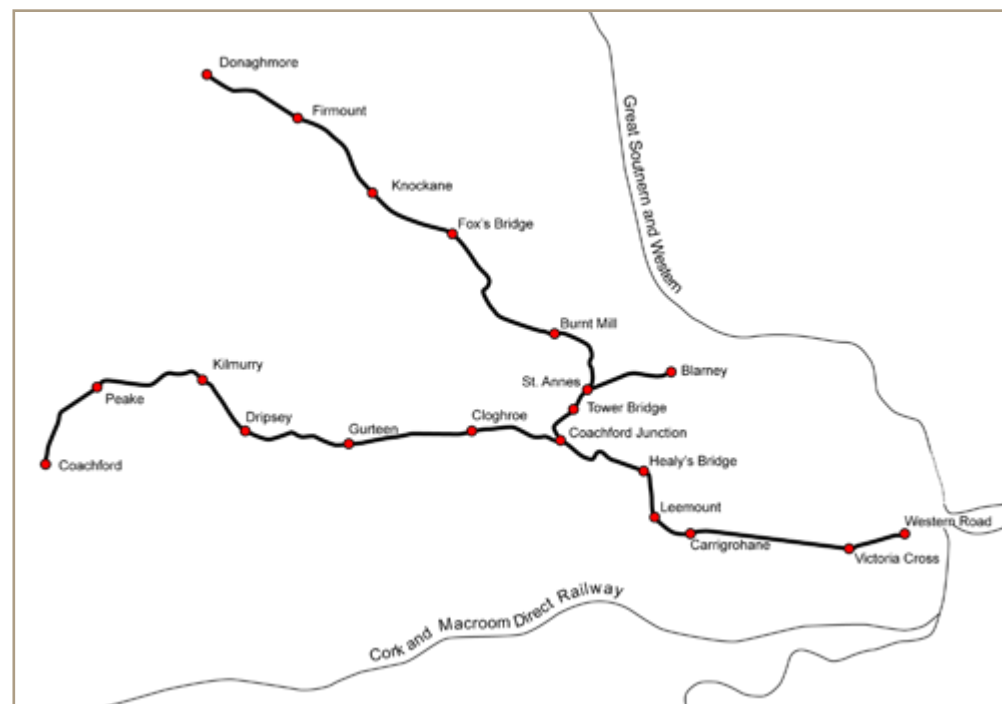 Donaghmore
Firmount
Knockane
Fox's Bridge
Great Soutnern and Western
Burnt Mill
Kilmurry
Peake
St. Annes
Blarney
Tower Bridge
Dripsey
Gurteen
Cloghroe
Coachford Junction
Coachford
Healy's Bridge
Leemount
Western Road
Carrigrohane
Victoria Cross
Cork and Macroom Direct Railway